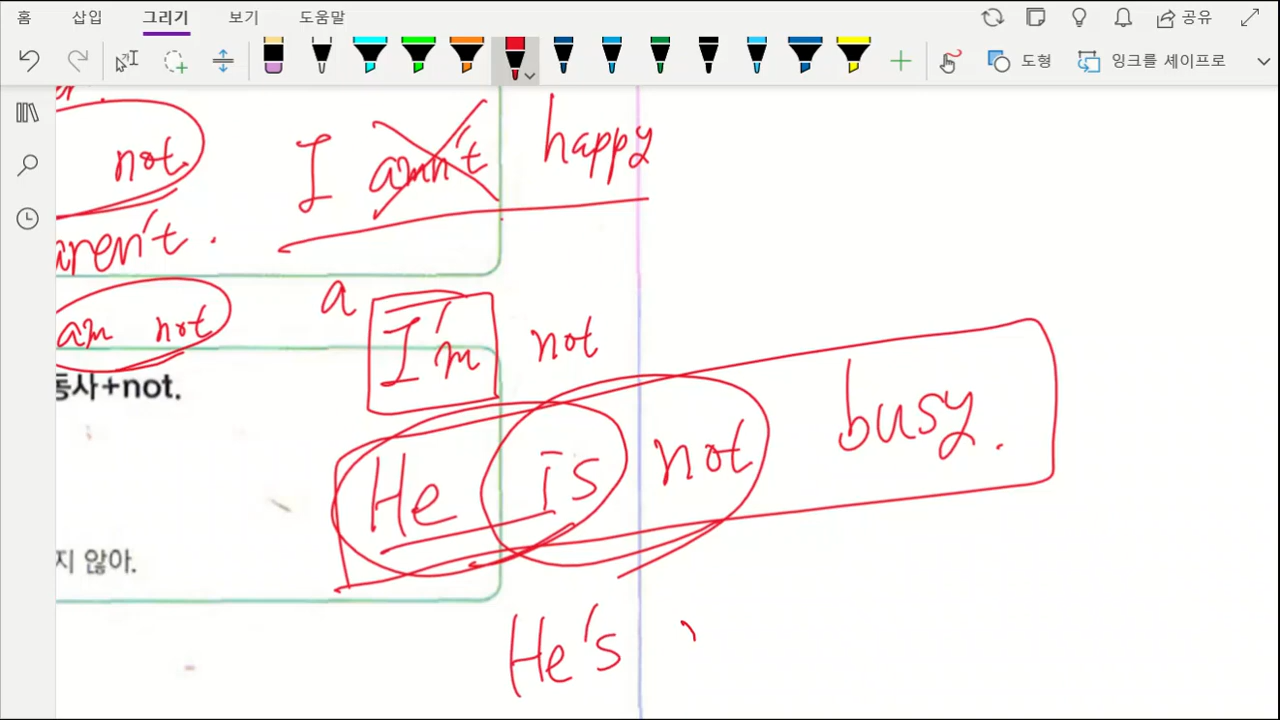 홈 삽입 그리기 보기 도움말 공유
도형 잉크를 셰이프로
not. I amn't happy
aren't.
am not a I'm not
동사+not.
He is not busy.
지 않아.
He's